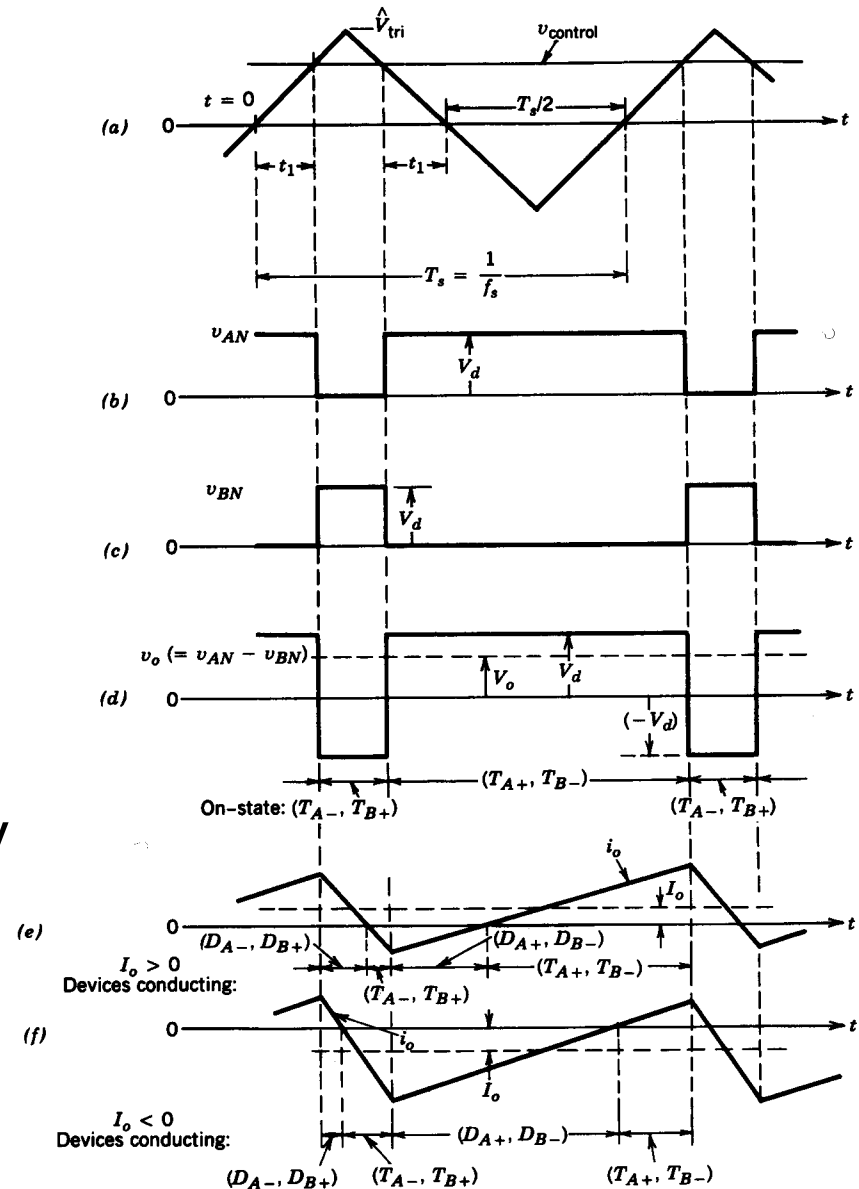 V̂tri
vcontrol
t = 0
Ts/2
(a) 0 t
t1 t1
Ts = 1/fs
vAN
Vd
(b) 0 t
vBN
Vd
(c) 0 t
vo (= vAN − vBN)
Vo Vd
(d) 0 t
(−Vd)
(TA+, TB−)
On-state: (TA−, TB+) (TA−, TB+)
io
Io
(e) 0 t
(DA−, DB+) (DA+, DB−)
Io > 0
Devices conducting: (TA−, TB+) (TA+, TB−)
(f) 0 t
io
Io
Io < 0
Devices conducting: (DA+, DB−)
(DA−, DB+) (TA−, TB+) (TA+, TB−)